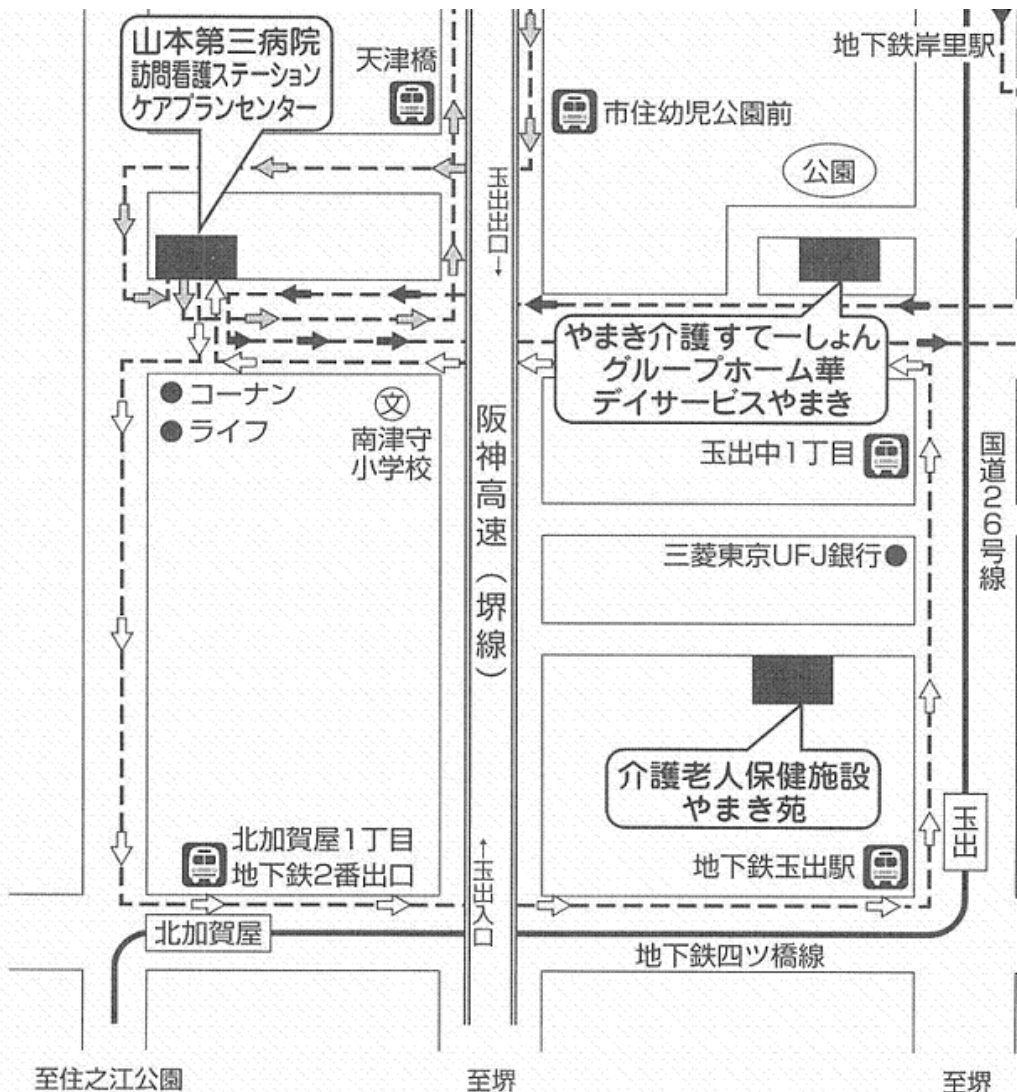 山本第三病院
訪問看護ステーション
ケアプランセンター
天津橋
市住幼児公園前
地下鉄岸里駅
公園
玉出出口→
やまき介護すてーしょん
グループホーム華
デイサービスやまき
コーナン
ライフ
文
南津守
小学校
阪神高速（堺線）
玉出中1丁目
国道26号線
三菱東京UFJ銀行
介護老人保健施設
やまき苑
玉出
北加賀屋1丁目
地下鉄2番出口
←玉出入口
地下鉄玉出駅
北加賀屋
地下鉄四ツ橋線
至住之江公園
至堺
至堺